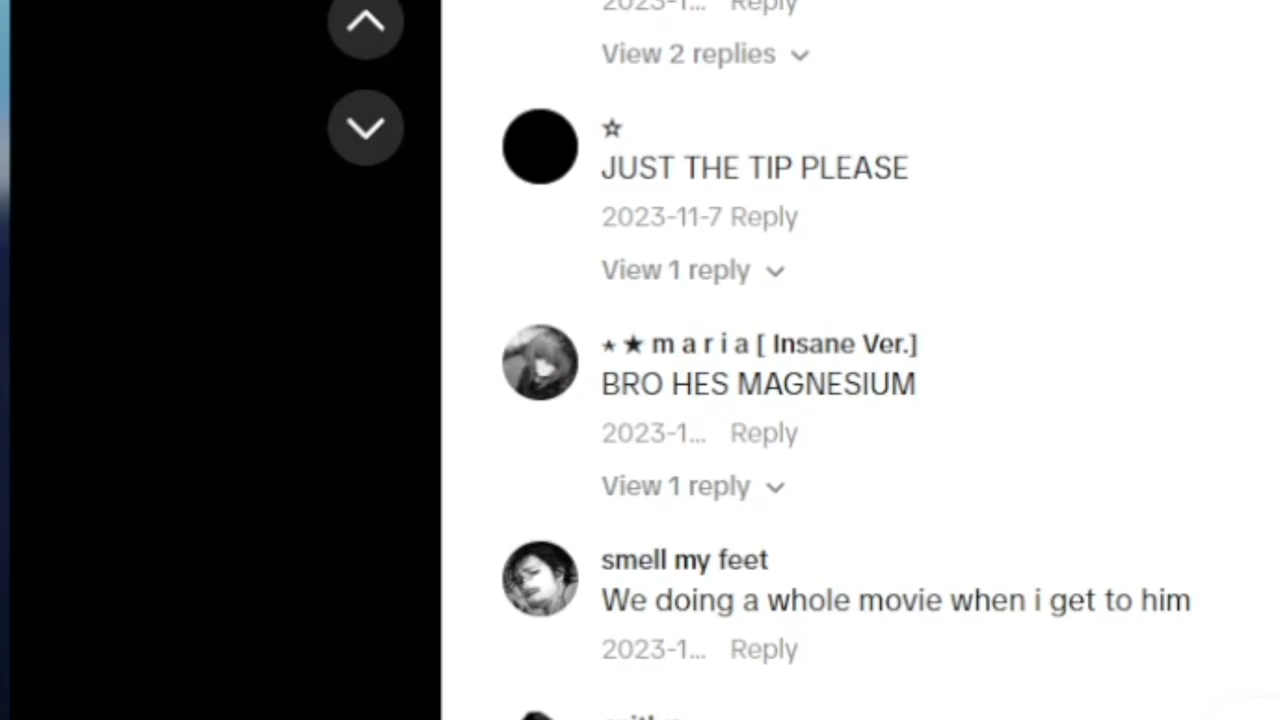 2023-1... Reply
View 2 replies
☆
JUST THE TIP PLEASE
2023-11-7 Reply
View 1 reply
⋆ ★ m a r i a [ Insane Ver.]
BRO HES MAGNESIUM
2023-1... Reply
View 1 reply
smell my feet
We doing a whole movie when i get to him
2023-1... Reply